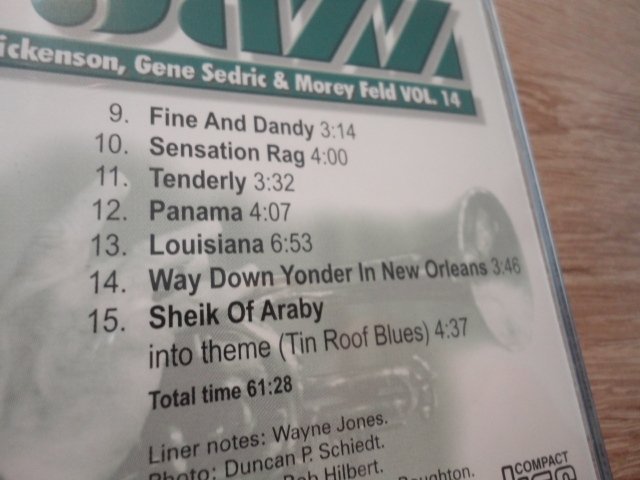 ickenson, Gene Sedric & Morey Feld VOL. 14
9. Fine And Dandy 3:14
10. Sensation Rag 4:00
11. Tenderly 3:32
12. Panama 4:07
13. Louisiana 6:53
14. Way Down Yonder In New Orleans 3:46
15. Sheik Of Araby
into theme (Tin Roof Blues) 4:37
Total time 61:28
Liner notes: Wayne Jones.
Photo: Duncan P. Schiedt.
Bob Hilbert.
COMPACT